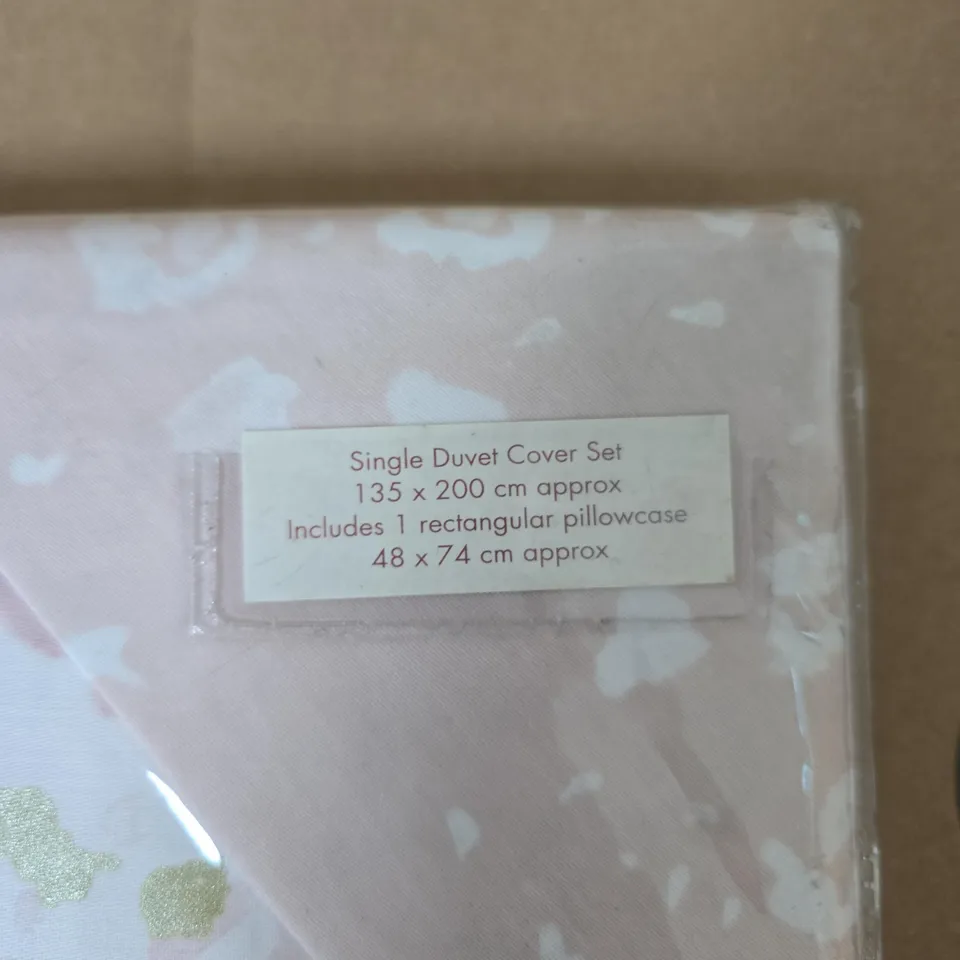 Single Duvet Cover Set
135 x 200 cm approx
Includes 1 rectangular pillowcase
48 x 74 cm approx